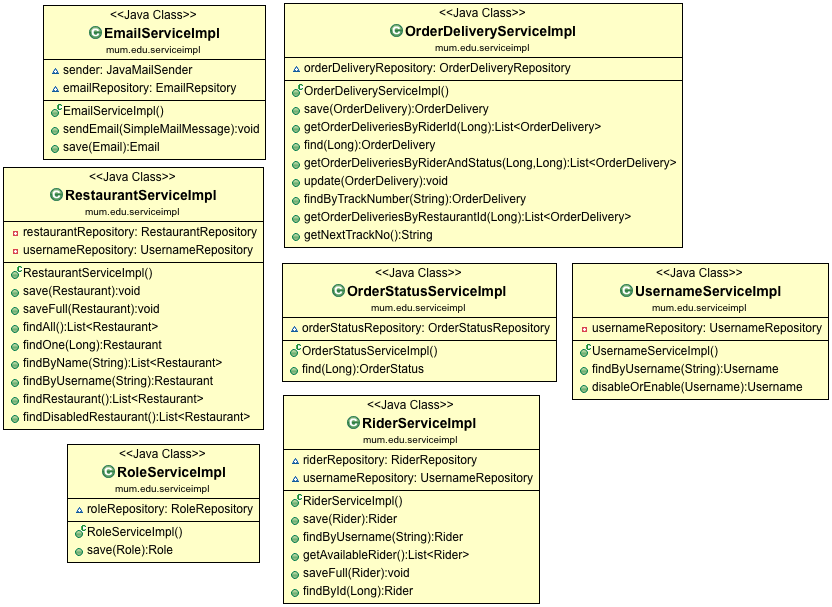 <<Java Class>>
EmailServiceImpl
mum.edu.serviceimpl
sender: JavaMailSender
emailRepository: EmailRepsitory
EmailServiceImpl()
sendEmail(SimpleMailMessage):void
save(Email):Email
<<Java Class>>
OrderDeliveryServiceImpl
mum.edu.serviceimpl
orderDeliveryRepository: OrderDeliveryRepository
OrderDeliveryServiceImpl()
save(OrderDelivery):OrderDelivery
getOrderDeliveriesByRiderId(Long):List<OrderDelivery>
find(Long):OrderDelivery
getOrderDeliveriesByRiderAndStatus(Long,Long):List<OrderDelivery>
update(OrderDelivery):void
findByTrackNumber(String):OrderDelivery
getOrderDeliveriesByRestaurantId(Long):List<OrderDelivery>
getNextTrackNo():String
<<Java Class>>
RestaurantServiceImpl
mum.edu.serviceimpl
restaurantRepository: RestaurantRepository
usernameRepository: UsernameRepository
RestaurantServiceImpl()
save(Restaurant):void
saveFull(Restaurant):void
findAll():List<Restaurant>
findOne(Long):Restaurant
findByName(String):List<Restaurant>
findByUsername(String):Restaurant
findRestaurant():List<Restaurant>
findDisabledRestaurant():List<Restaurant>
<<Java Class>>
OrderStatusServiceImpl
mum.edu.serviceimpl
orderStatusRepository: OrderStatusRepository
OrderStatusServiceImpl()
find(Long):OrderStatus
<<Java Class>>
UsernameServiceImpl
mum.edu.serviceimpl
usernameRepository: UsernameRepository
UsernameServiceImpl()
findByUsername(String):Username
disableOrEnable(Username):Username
<<Java Class>>
RoleServiceImpl
mum.edu.serviceimpl
roleRepository: RoleRepository
RoleServiceImpl()
save(Role):Role
<<Java Class>>
RiderServiceImpl
mum.edu.serviceimpl
riderRepository: RiderRepository
usernameRepository: UsernameRepository
RiderServiceImpl()
save(Rider):Rider
findByUsername(String):Rider
getAvailableRider():List<Rider>
saveFull(Rider):void
findById(Long):Rider